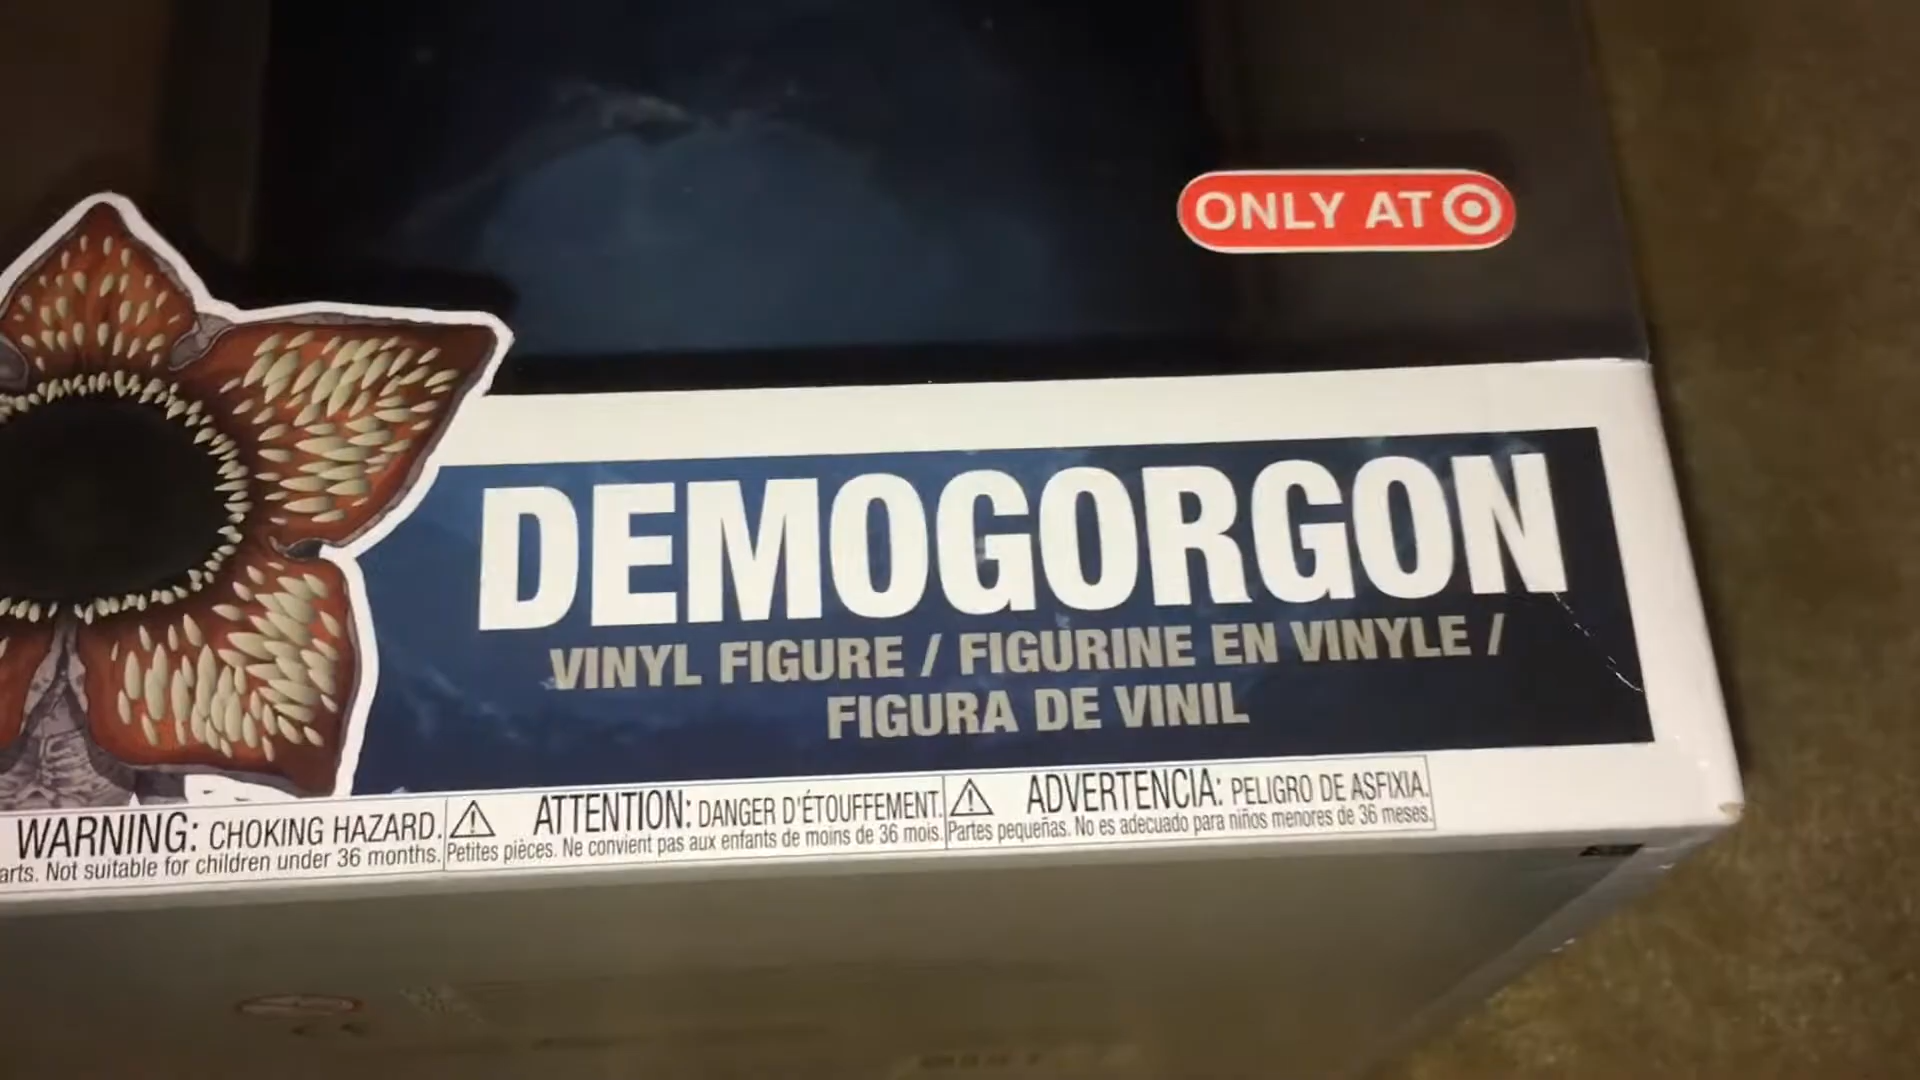 ONLY AT
DEMOGORGON
VINYL FIGURE / FIGURINE EN VINYLE /
FIGURA DE VINIL
WARNING: CHOKING HAZARD.
arts. Not suitable for children under 36 months.
ATTENTION: DANGER D'ÉTOUFFEMENT.
Petites pièces. Ne convient pas aux enfants de moins de 36 mois.
ADVERTENCIA: PELIGRO DE ASFIXIA.
Partes pequeñas. No es adecuado para niños menores de 36 meses.